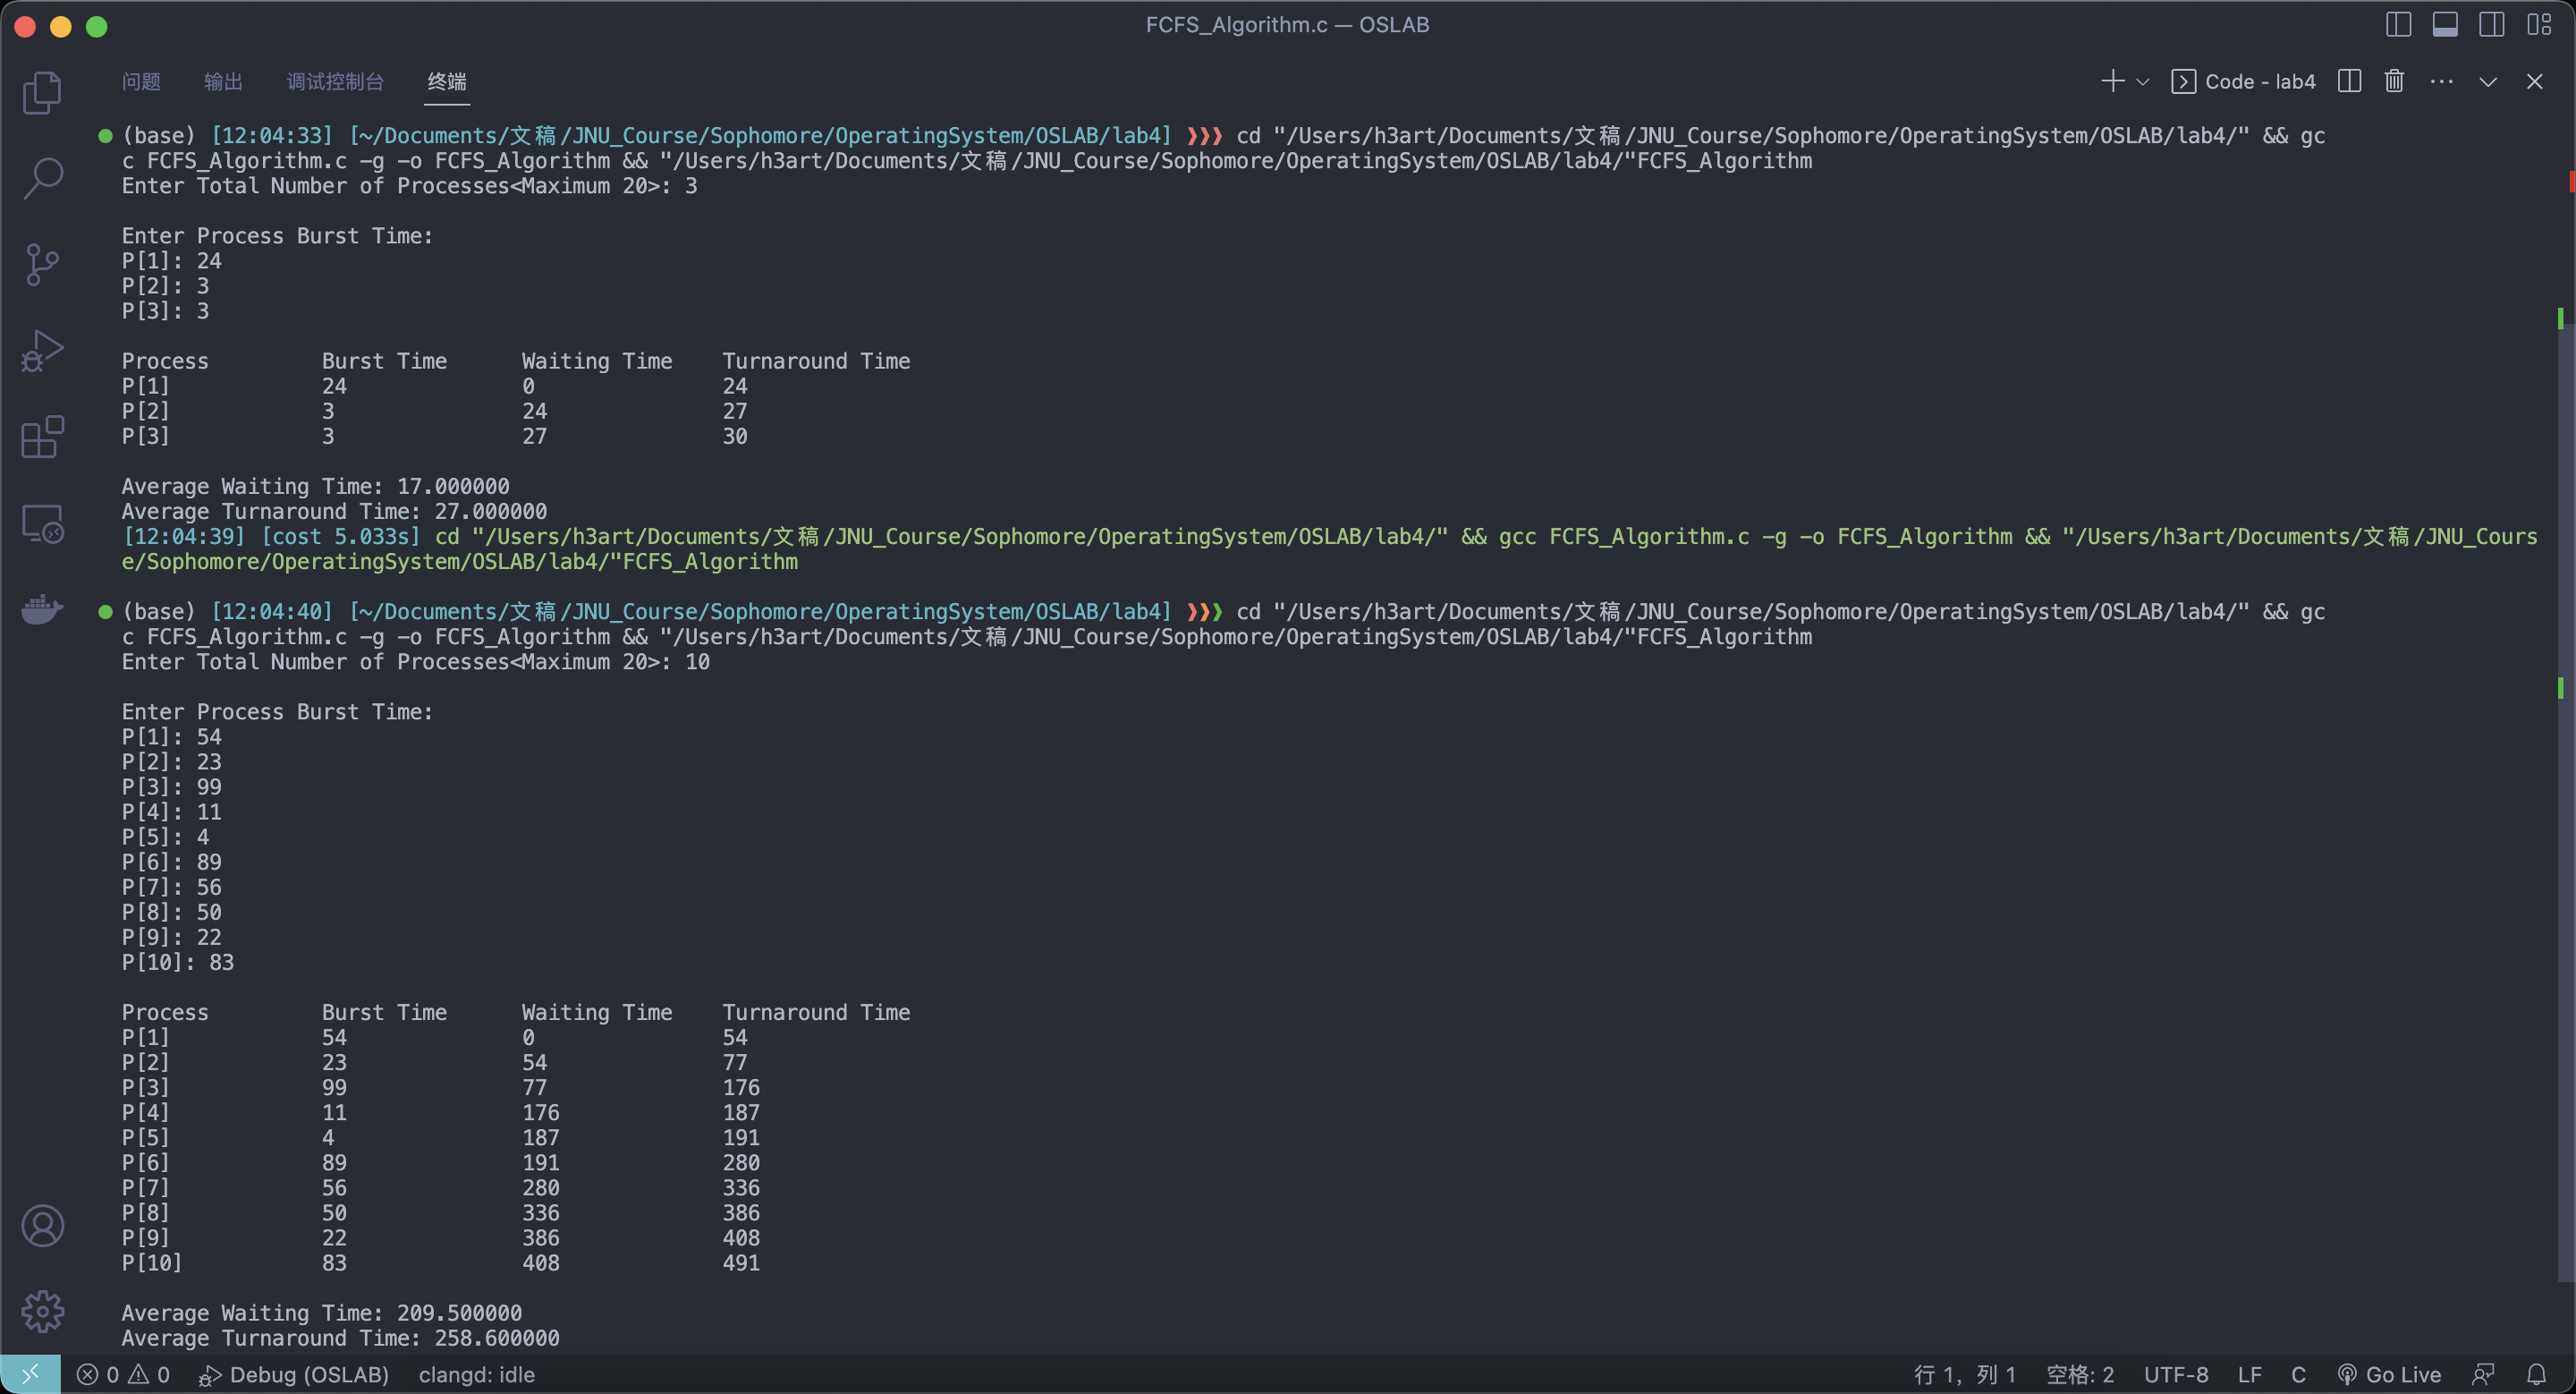 FCFS_Algorithm.c — OSLAB
问题 输出 调试控制台 终端 Code - lab4
(base) [12:04:33] [~/Documents/文稿/JNU_Course/Sophomore/OperatingSystem/OSLAB/lab4] ❱❱❱ cd "/Users/h3art/Documents/文稿/JNU_Course/Sophomore/OperatingSystem/OSLAB/lab4/" && gc
c FCFS_Algorithm.c -g -o FCFS_Algorithm && "/Users/h3art/Documents/文稿/JNU_Course/Sophomore/OperatingSystem/OSLAB/lab4/"FCFS_Algorithm
Enter Total Number of Processes<Maximum 20>: 3
Enter Process Burst Time:
P[1]: 24
P[2]: 3
P[3]: 3
Process Burst Time Waiting Time Turnaround Time
P[1] 24 0 24
P[2] 3 24 27
P[3] 3 27 30
Average Waiting Time: 17.000000
Average Turnaround Time: 27.000000
[12:04:39] [cost 5.033s] cd "/Users/h3art/Documents/文稿/JNU_Course/Sophomore/OperatingSystem/OSLAB/lab4/" && gcc FCFS_Algorithm.c -g -o FCFS_Algorithm && "/Users/h3art/Documents/文稿/JNU_Cours
e/Sophomore/OperatingSystem/OSLAB/lab4/"FCFS_Algorithm
(base) [12:04:40] [~/Documents/文稿/JNU_Course/Sophomore/OperatingSystem/OSLAB/lab4] ❱❱❱ cd "/Users/h3art/Documents/文稿/JNU_Course/Sophomore/OperatingSystem/OSLAB/lab4/" && gc
c FCFS_Algorithm.c -g -o FCFS_Algorithm && "/Users/h3art/Documents/文稿/JNU_Course/Sophomore/OperatingSystem/OSLAB/lab4/"FCFS_Algorithm
Enter Total Number of Processes<Maximum 20>: 10
Enter Process Burst Time:
P[1]: 54
P[2]: 23
P[3]: 99
P[4]: 11
P[5]: 4
P[6]: 89
P[7]: 56
P[8]: 50
P[9]: 22
P[10]: 83
Process Burst Time Waiting Time Turnaround Time
P[1] 54 0 54
P[2] 23 54 77
P[3] 99 77 176
P[4] 11 176 187
P[5] 4 187 191
P[6] 89 191 280
P[7] 56 280 336
P[8] 50 336 386
P[9] 22 386 408
P[10] 83 408 491
Average Waiting Time: 209.500000
Average Turnaround Time: 258.600000
0 0 Debug (OSLAB) clangd: idle 行 1，列 1 空格: 2 UTF-8 LF C Go Live